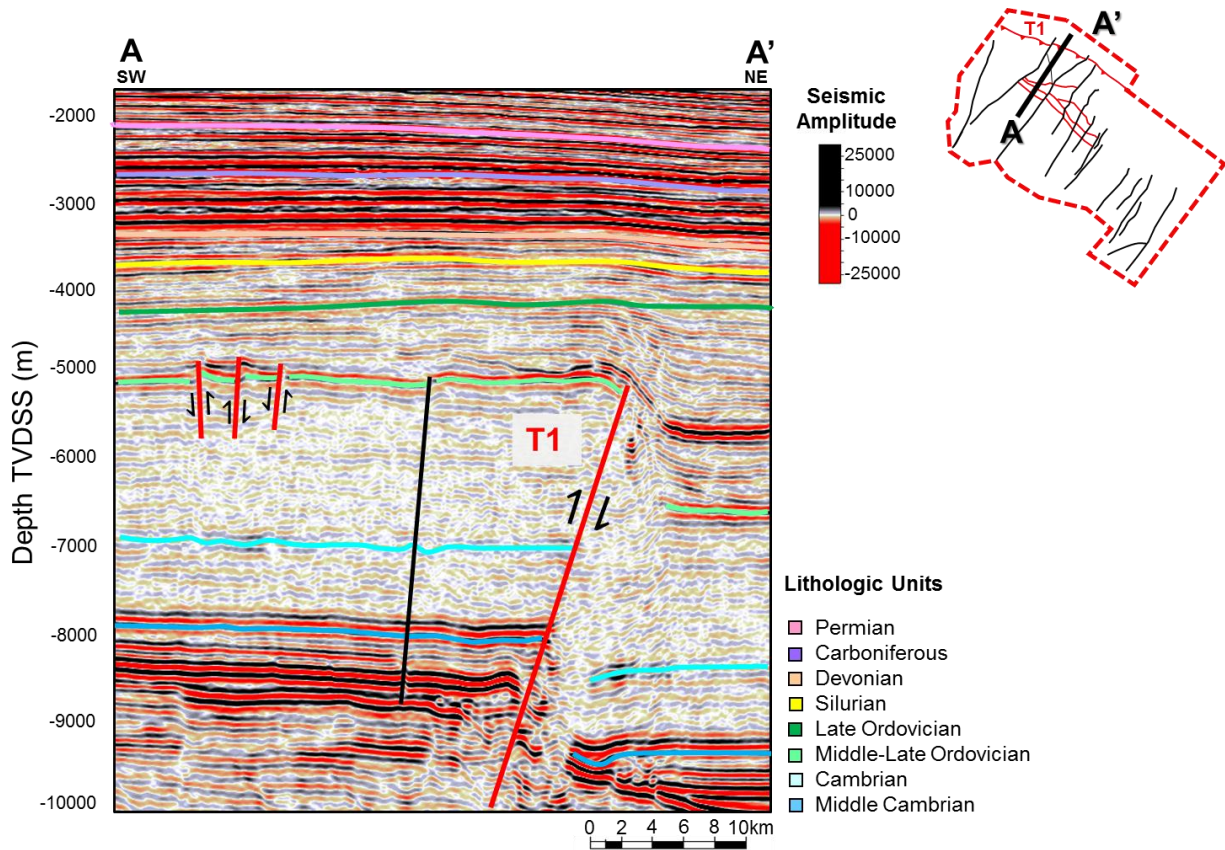 A
SW
A’
NE
T1
A’
A
Seismic
Amplitude
25000
10000
0
-10000
-25000
Depth TVDSS (m)
-2000
-3000
-4000
-5000
-6000
-7000
-8000
-9000
-10000
T1
0 2 4 6 8 10km
Lithologic Units
Permian
Carboniferous
Devonian
Silurian
Late Ordovician
Middle-Late Ordovician
Cambrian
Middle Cambrian